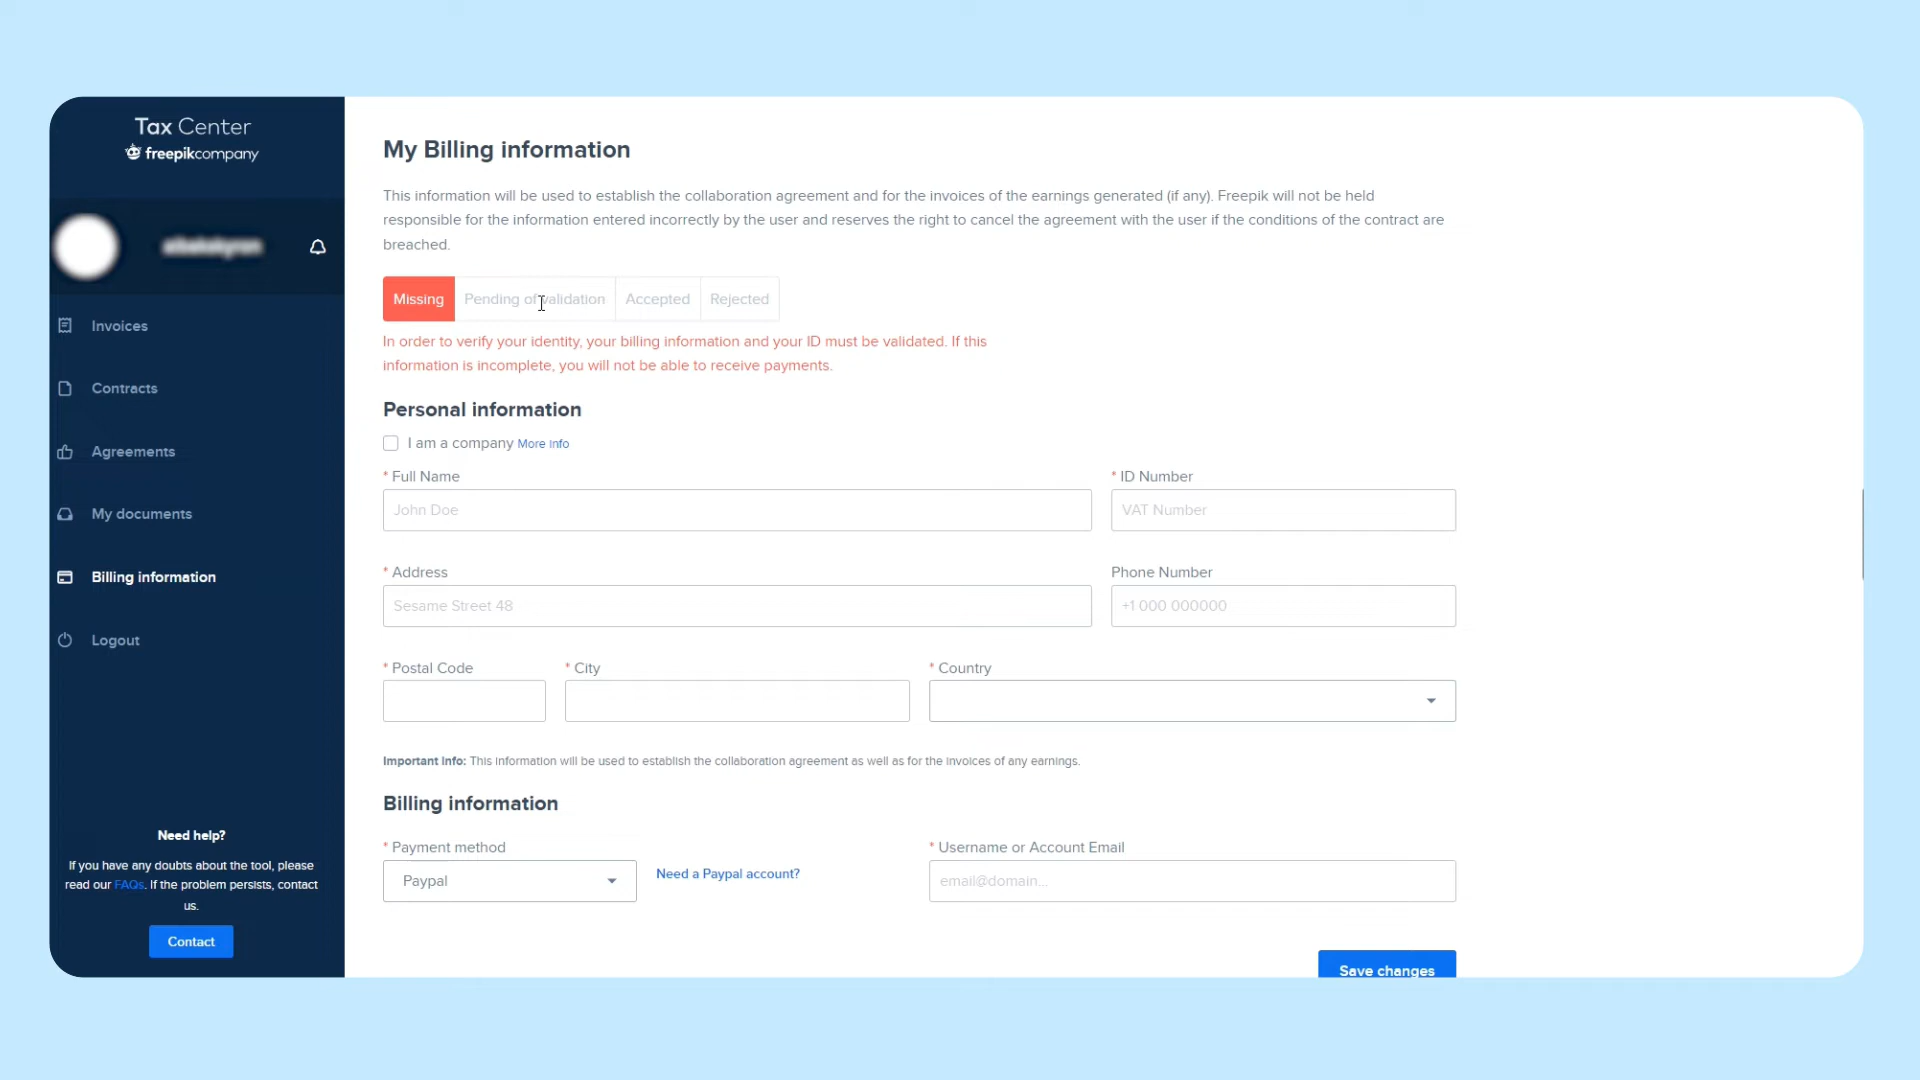 Tax Center
freepikcompany
Invoices
Contracts
Agreements
My documents
Billing information
Logout
Need help?
If you have any doubts about the tool, please
read our FAQs. If the problem persists, contact
us.
Contact
My Billing information
This information will be used to establish the collaboration agreement and for the invoices of the earnings generated (if any). Freepik will not be held
responsible for the information entered incorrectly by the user and reserves the right to cancel the agreement with the user if the conditions of the contract are
breached.
Missing Pending of validation Accepted Rejected
In order to verify your identity, your billing information and your ID must be validated. If this
information is incomplete, you will not be able to receive payments.
Personal information
I am a company More info
* Full Name * ID Number
John Doe VAT Number
* Address Phone Number
Sesame Street 48 +1 000 000000
* Postal Code * City * Country
Important info: This information will be used to establish the collaboration agreement as well as for the invoices of any earnings.
Billing information
* Payment method * Username or Account Email
Paypal Need a Paypal account? email@domain...
Save changes